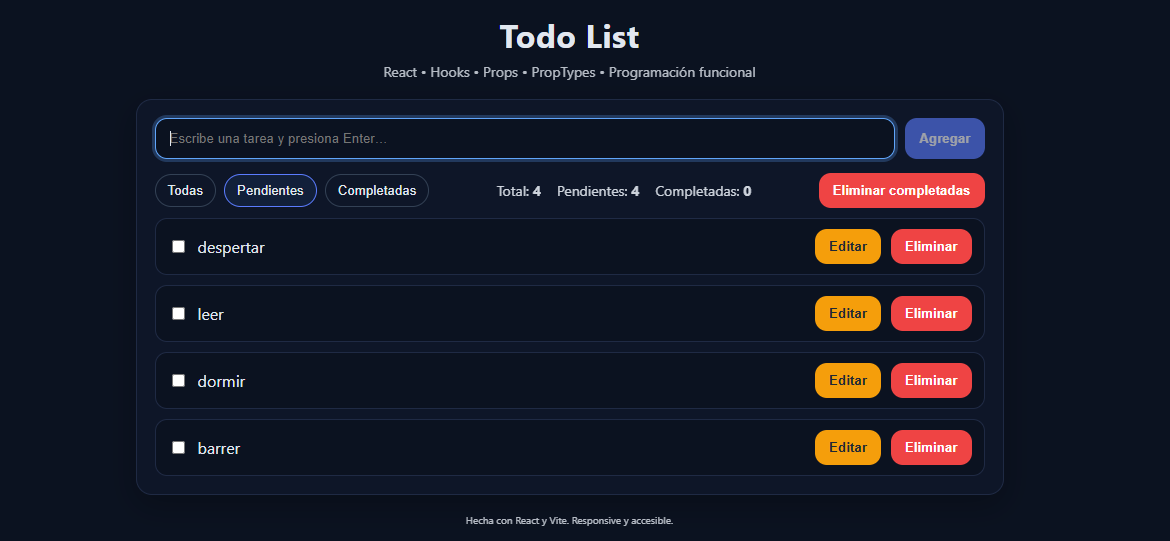 Todo List
React • Hooks • Props • PropTypes • Programación funcional
Escribe una tarea y presiona Enter... Agregar
Todas Pendientes Completadas Total: 4 Pendientes: 4 Completadas: 0 Eliminar completadas
despertar Editar Eliminar
leer Editar Eliminar
dormir Editar Eliminar
barrer Editar Eliminar
Hecha con React y Vite. Responsive y accesible.